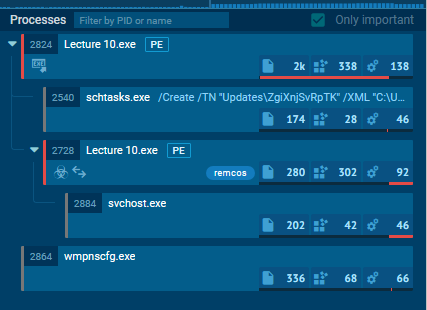 Processes Filter by PID or name Only important
2824 Lecture 10.exe PE
2k 338 138
2540 schtasks.exe /Create /TN "Updates\ZgiXnjSvRpTK" /XML "C:\U...
174 28 46
2728 Lecture 10.exe PE
remcos 280 302 92
2884 svchost.exe
202 42 46
2864 wmpnscfg.exe
336 68 66